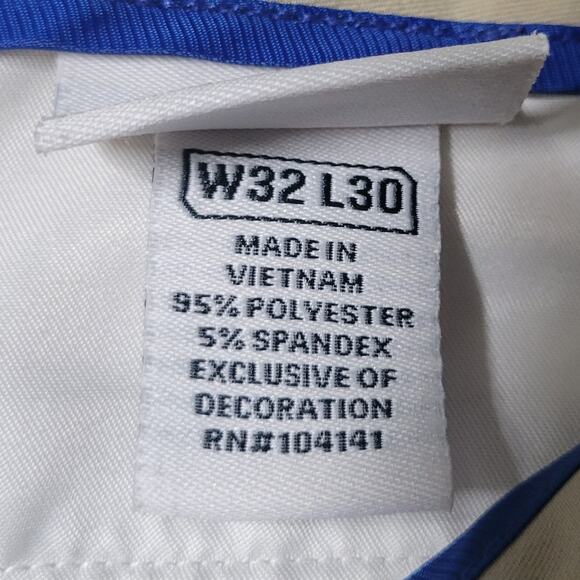 W32 L30
MADE IN
VIETNAM
95% POLYESTER
5% SPANDEX
EXCLUSIVE OF
DECORATION
RN#104141